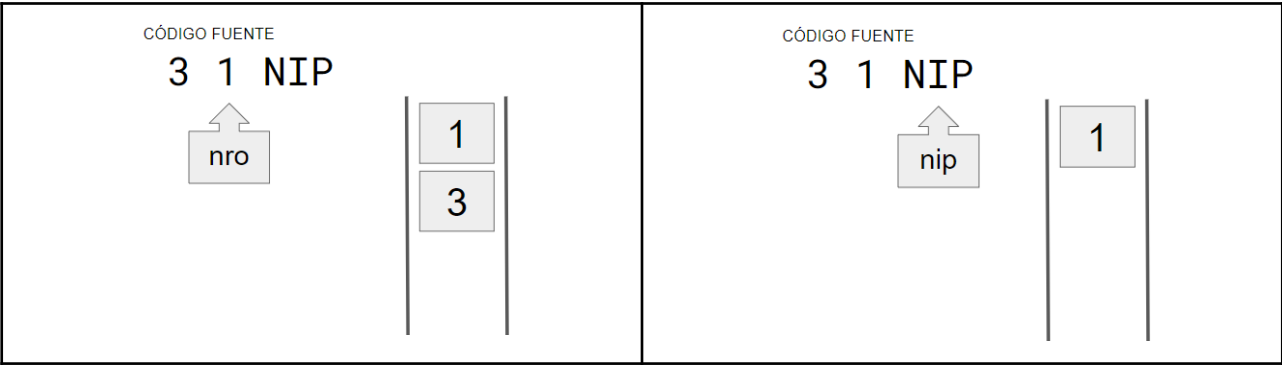 CÓDIGO FUENTE
3 1 NIP
nro
1
3
CÓDIGO FUENTE
3 1 NIP
nip
1